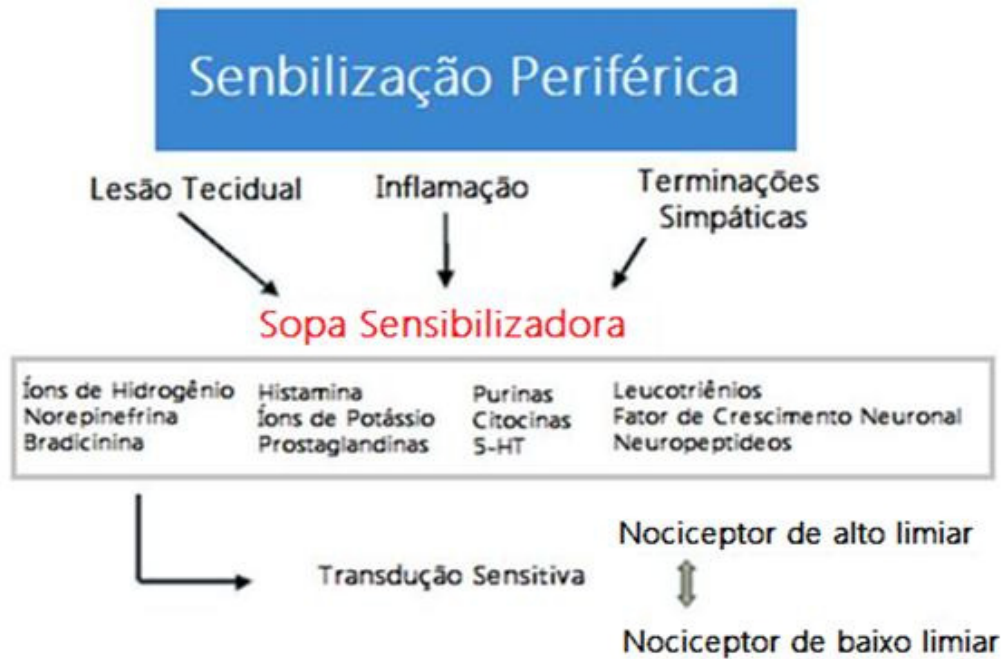 Senbilização Periférica
Lesão Tecidual
Inflamação
Terminações
Simpáticas
Sopa Sensibilizadora
Íons de Hidrogênio
Norepinefrina
Bradicinina
Histamina
Íons de Potássio
Prostaglandinas
Purinas
Citocinas
5-HT
Leucotriênios
Fator de Crescimento Neuronal
Neuropeptideos
Transdução Sensitiva
Nociceptor de alto limiar
Nociceptor de baixo limiar